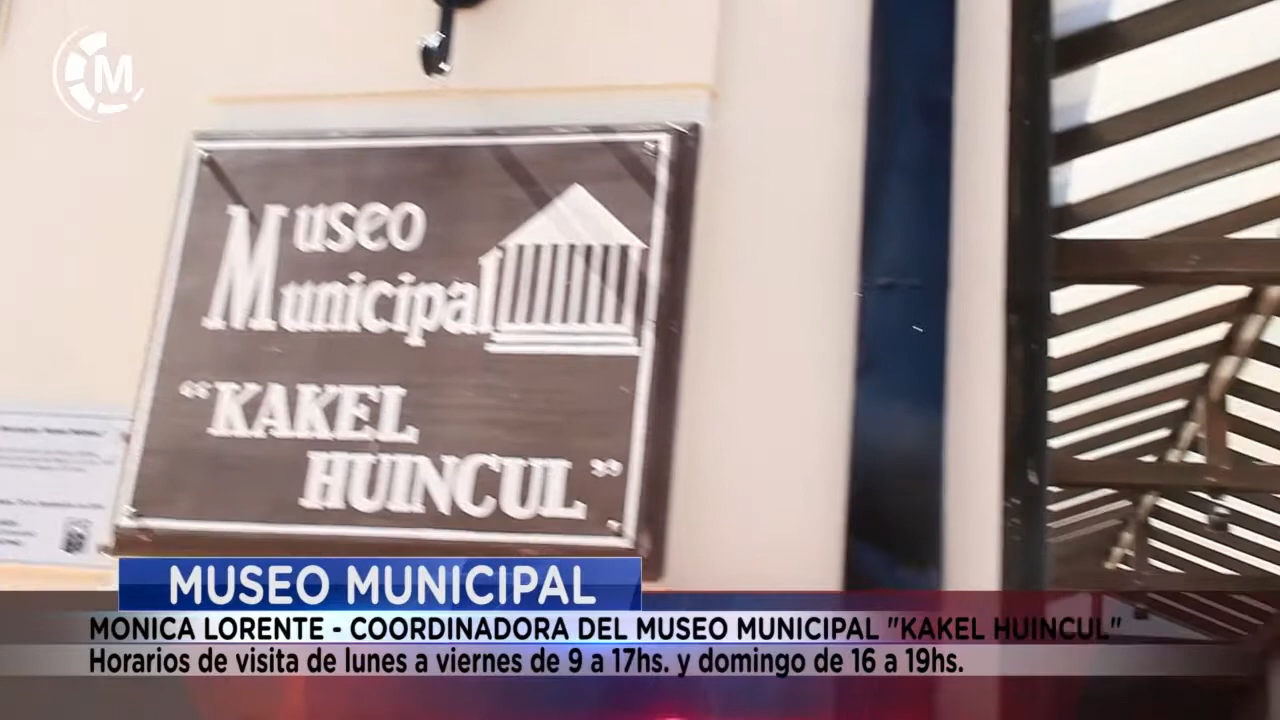 M
Museo
Municipal
“KAKEL
HUINCUL”
MUSEO MUNICIPAL
MONICA LORENTE - COORDINADORA DEL MUSEO MUNICIPAL "KAKEL HUINCUL"
Horarios de visita de lunes a viernes de 9 a 17hs. y domingo de 16 a 19hs.